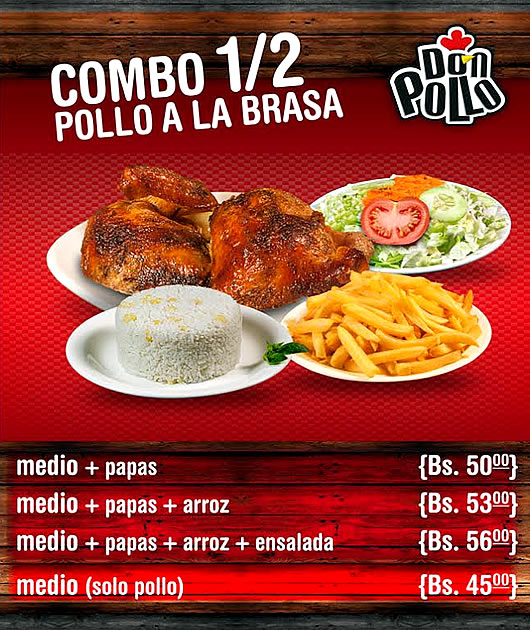 COMBO 1/2
POLLO A LA BRASA
Don
POLLO
medio + papas {Bs. 5000}
medio + papas + arroz {Bs. 5300}
medio + papas + arroz + ensalada {Bs. 5600}
medio (solo pollo) {Bs. 4500}